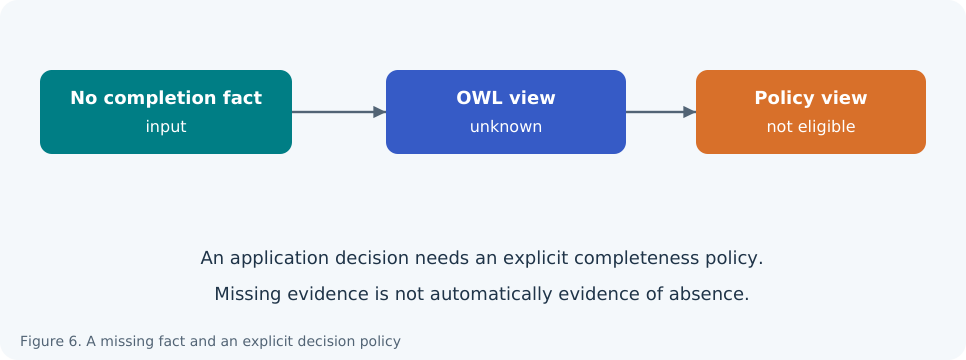 No completion fact
input
OWL view
unknown
Policy view
not eligible
An application decision needs an explicit completeness policy.
Missing evidence is not automatically evidence of absence.
Figure 6. A missing fact and an explicit decision policy